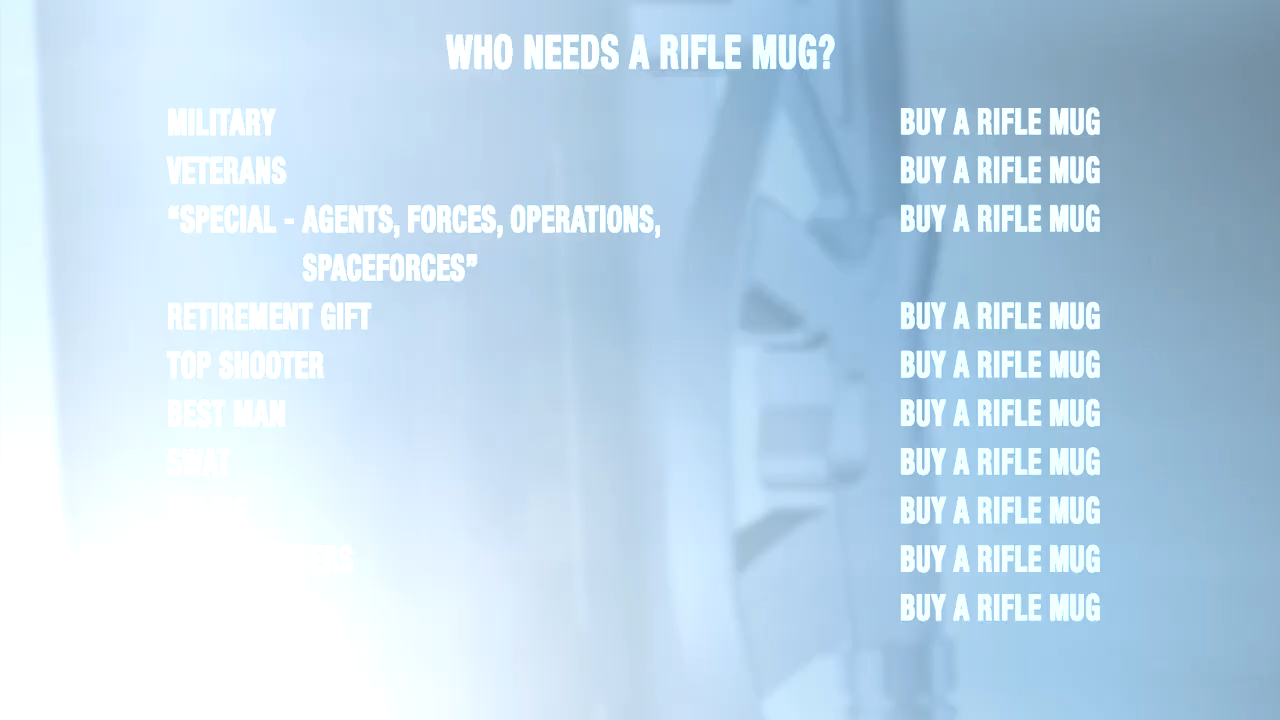 WHO NEEDS A RIFLE MUG?
MILITARY BUY A RIFLE MUG
VETERANS BUY A RIFLE MUG
“SPECIAL - AGENTS, FORCES, OPERATIONS, BUY A RIFLE MUG
SPACEFORCES”
RETIREMENT GIFT BUY A RIFLE MUG
TOP SHOOTER BUY A RIFLE MUG
BEST MAN BUY A RIFLE MUG
SWAT BUY A RIFLE MUG
BUY A RIFLE MUG
BUY A RIFLE MUG
BUY A RIFLE MUG